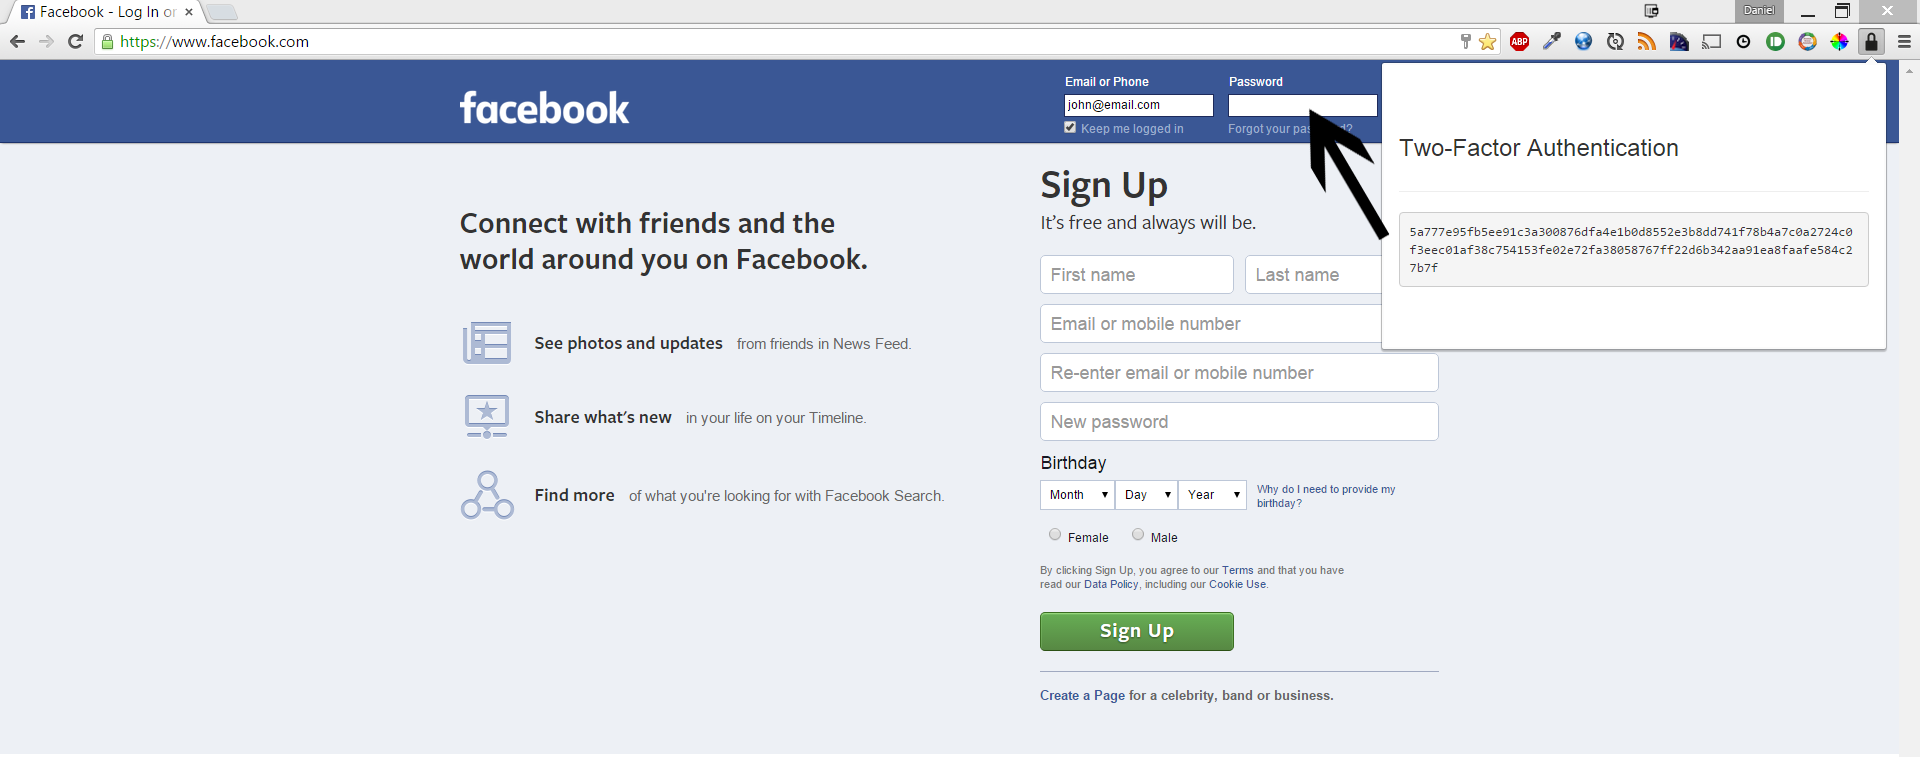 Facebook - Log In or
Daniel
https://www.facebook.com
ABP
facebook
Email or Phone
Password
john@email.com
Keep me logged in
Forgot your
Two-Factor Authentication
5a777e95fb5ee91c3a300876dfa4e1b0d8552e3b8dd741f78b4a7c0a2724c0
f3eec01af38c754153fe02e72fa38058767ff22d6b342aa91ea8faafe584c2
7b7f
Connect with friends and the
world around you on Facebook.
See photos and updates from friends in News Feed.
Share what's new in your life on your Timeline.
Find more of what you're looking for with Facebook Search.
Sign Up
It's free and always will be.
First name
Last name
Email or mobile number
Re-enter email or mobile number
New password
Birthday
Month
Day
Year
Why do I need to provide my
birthday?
Female
Male
By clicking Sign Up, you agree to our Terms and that you have
read our Data Policy, including our Cookie Use.
Sign Up
Create a Page for a celebrity, band or business.